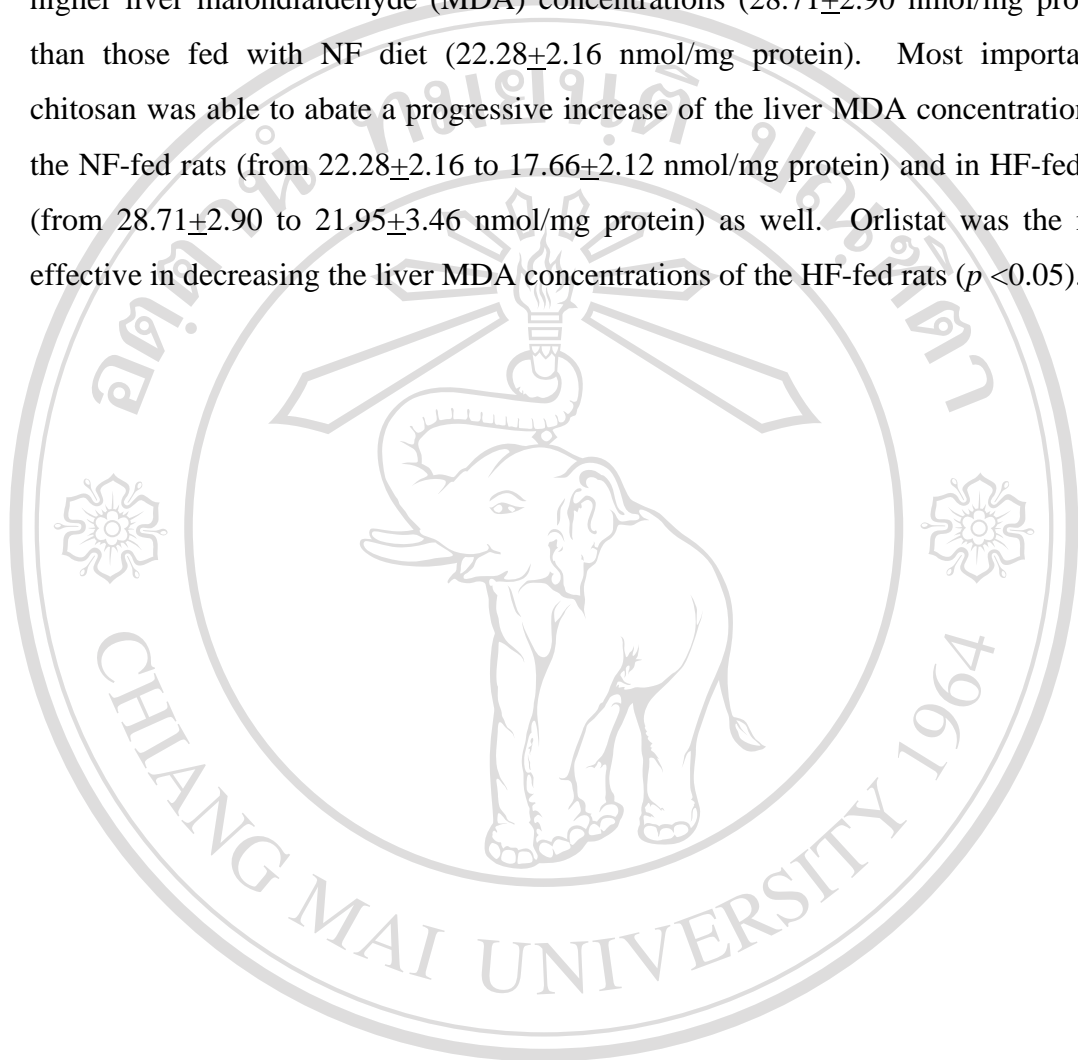 higher liver malondialdehyde (MDA) concentrations (28.71±2.90 nmol/mg
than those fed with NF diet (22.28±2.16 nmol/mg protein). Most
chitosan was able to abate a progressive increase of the liver MDA
the NF-fed rats (from 22.28±2.16 to 17.66±2.12 nmol/mg protein) and in HF-fed
(from 28.71±2.90 to 21.95±3.46 nmol/mg protein) as well. Orlistat was the
effective in decreasing the liver MDA concentrations of the HF-fed rats (p <0.05).
CHIANG MAI UNIVERSITY 1964